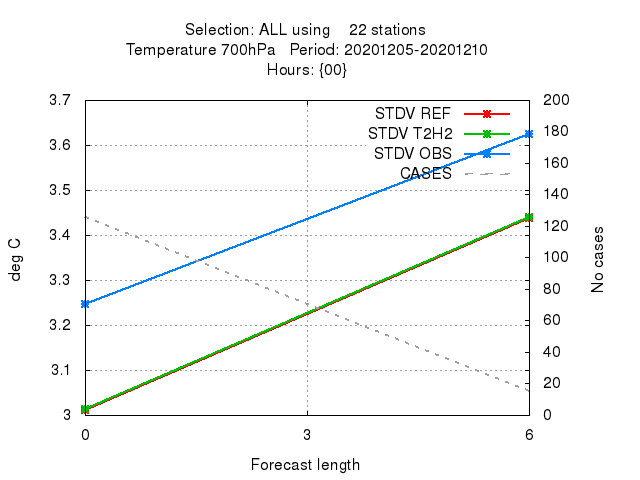 Selection: ALL using 22 stations
Temperature 700hPa Period: 20201205-20201210
Hours: {00}
3.7
3.6
3.5
3.4
3.3
3.2
3.1
3
deg C
STDV REF
STDV T2H2
STDV OBS
CASES
200
180
160
140
120
100
80
60
40
20
0
No cases
0 3 6
Forecast length